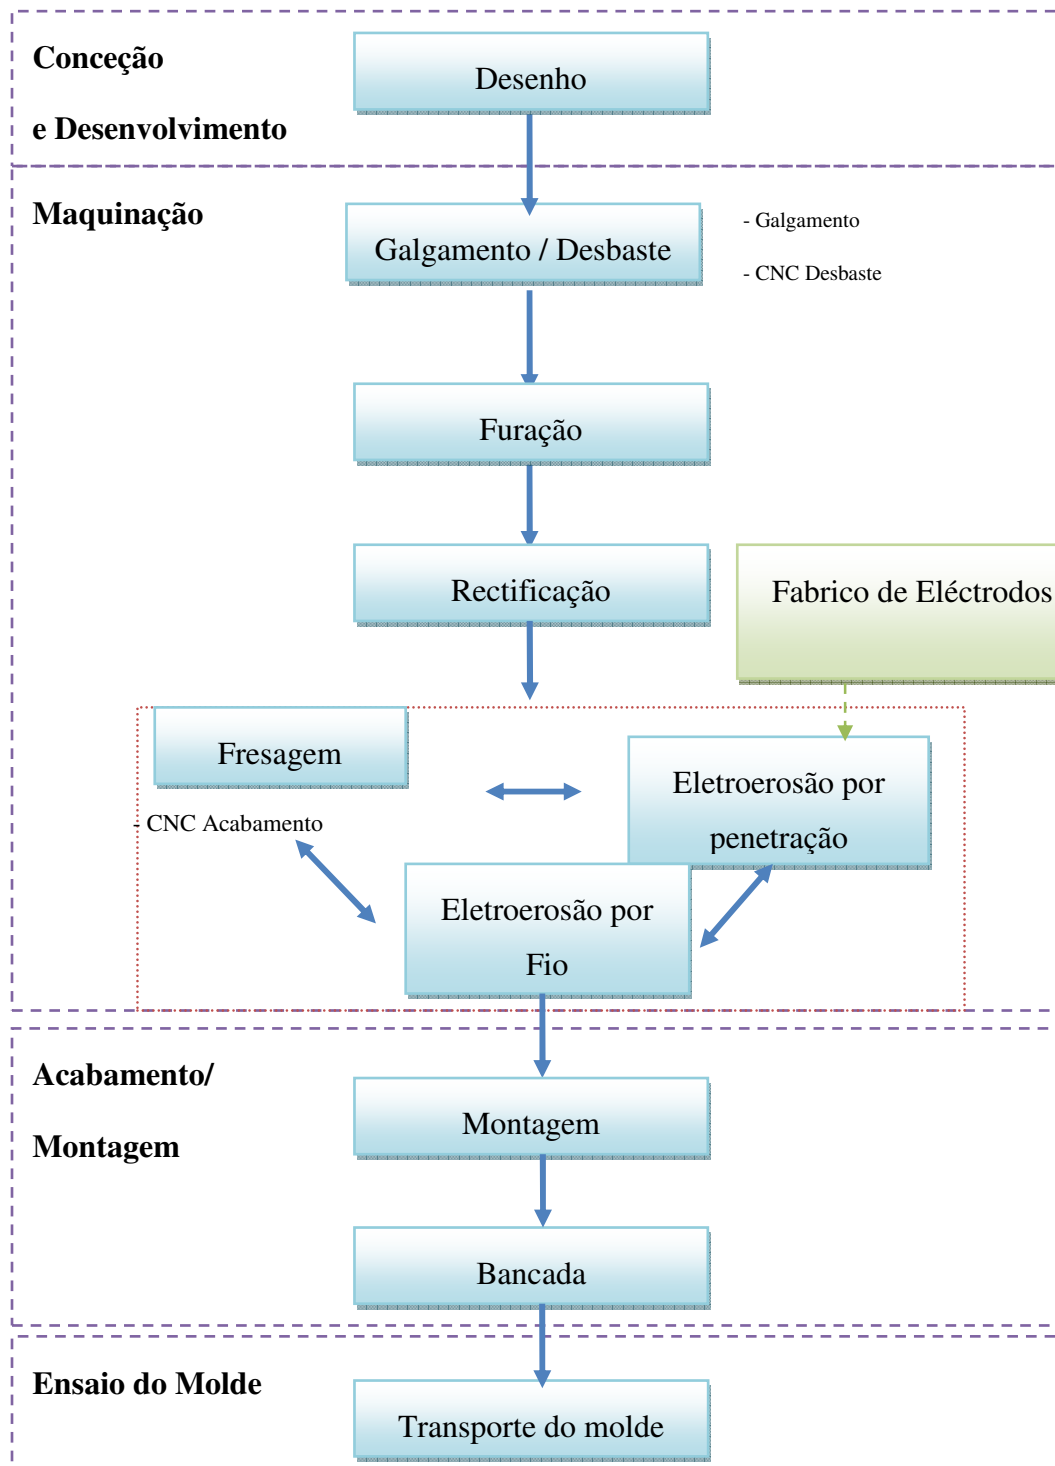 Conceção
e Desenvolvimento
Desenho
Maquinação
Galgamento / Desbaste
- Galgamento
- CNC Desbaste
Furação
Rectificação
Fabrico de Eléctrodos
Fresagem
- CNC Acabamento
Eletroerosão por
penetração
Eletroerosão por
Fio
Acabamento/
Montagem
Montagem
Bancada
Ensaio do Molde
Transporte do molde